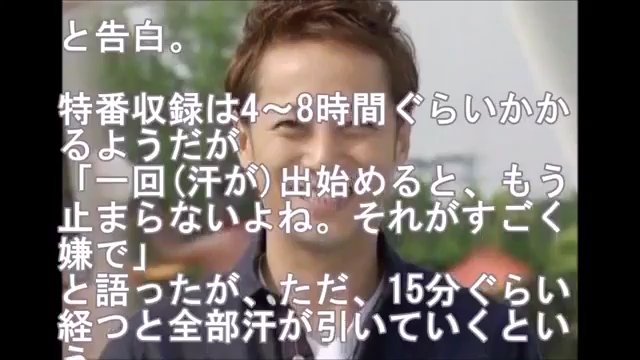 と告白。
特番収録は4～8時間ぐらいかか
るようだが
「一回(汗が)出始めると、もう
止まらないよね。それがすごく
嫌で」
と語ったが、、ただ、15分ぐらい
経つと全部汗が引いていくとい